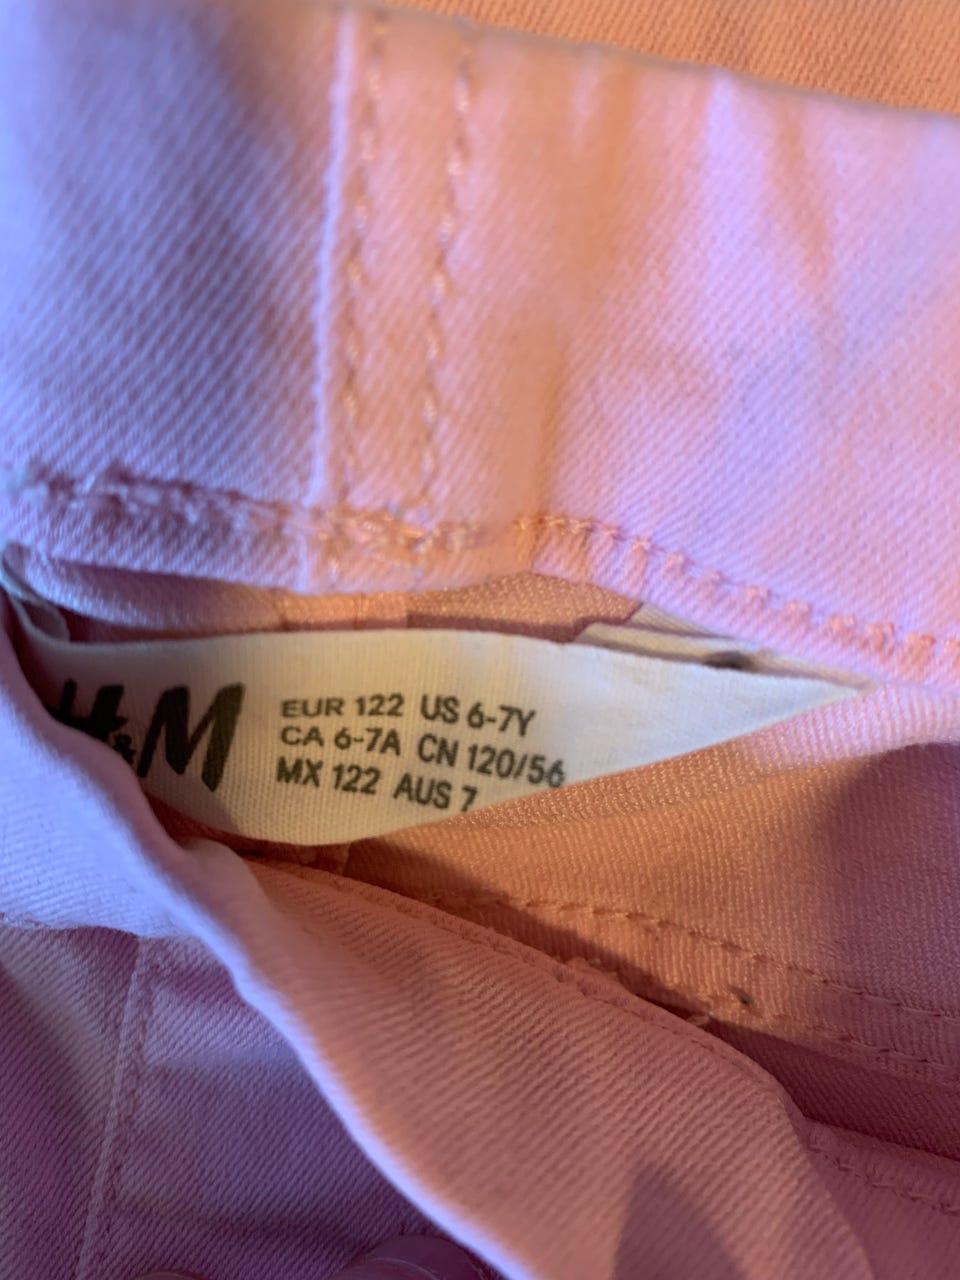 H&M
EUR 122 US 6-7Y
CA 6-7A CN 120/56
MX 122 AUS 7